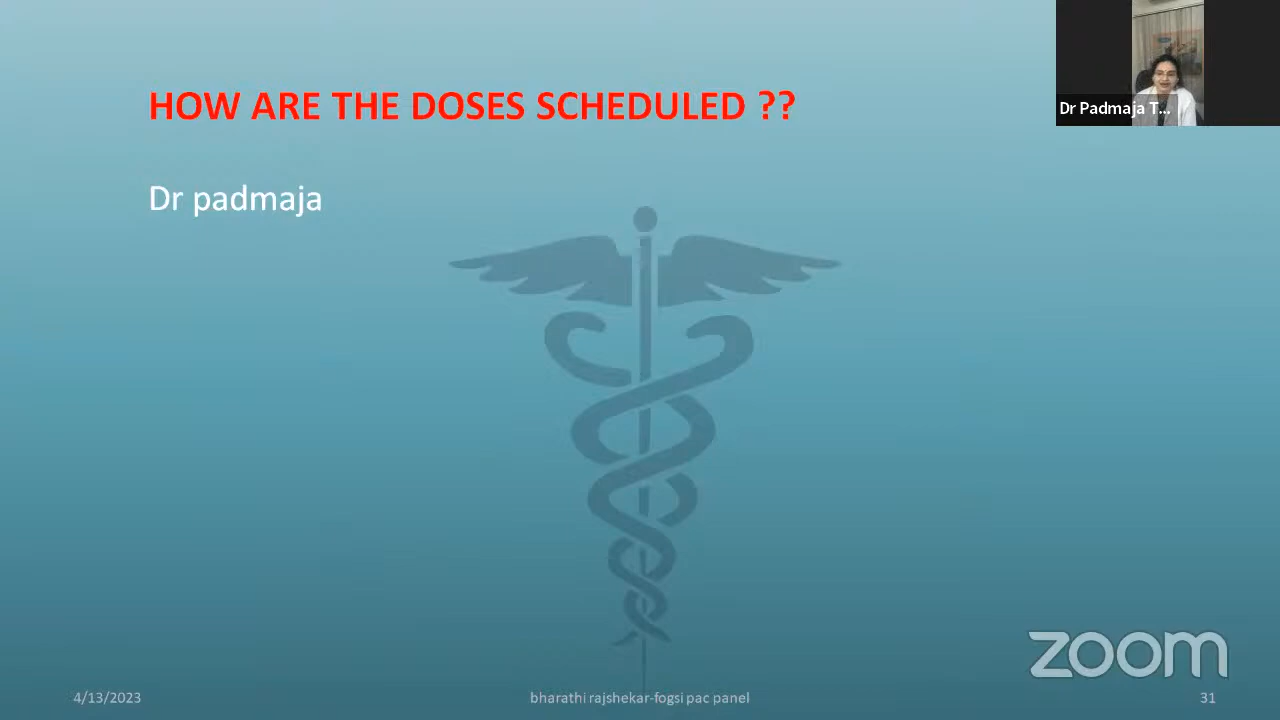 HOW ARE THE DOSES SCHEDULED ??
Dr Padmaja T...
Dr padmaja
zoom
4/13/2023
bharathi rajshekar-fogsi pac panel
31